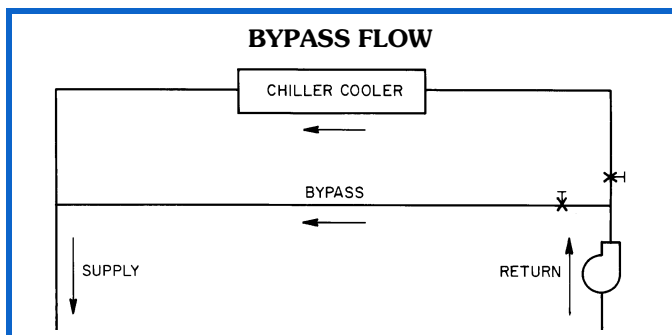 BYPASS FLOW
CHILLER COOLER
BYPASS
SUPPLY
RETURN